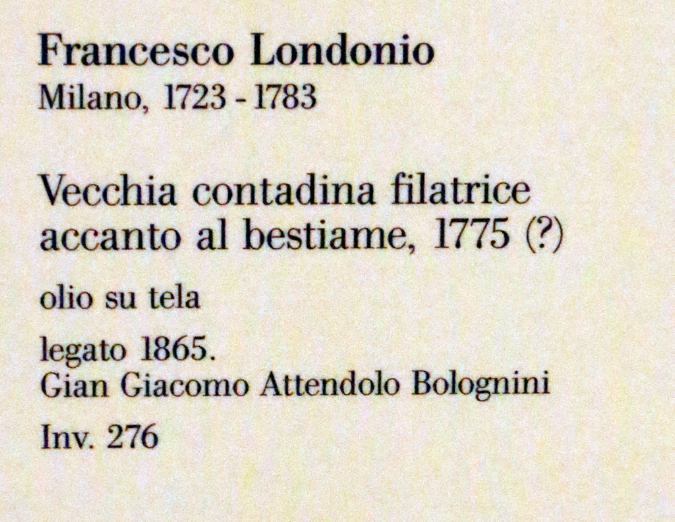 Francesco Londonio
Milano, 1723 - 1783
Vecchia contadina filatrice
accanto al bestiame, 1775 (?)
olio su tela
legato 1865.
Gian Giacomo Attendolo Bolognini
Inv. 276